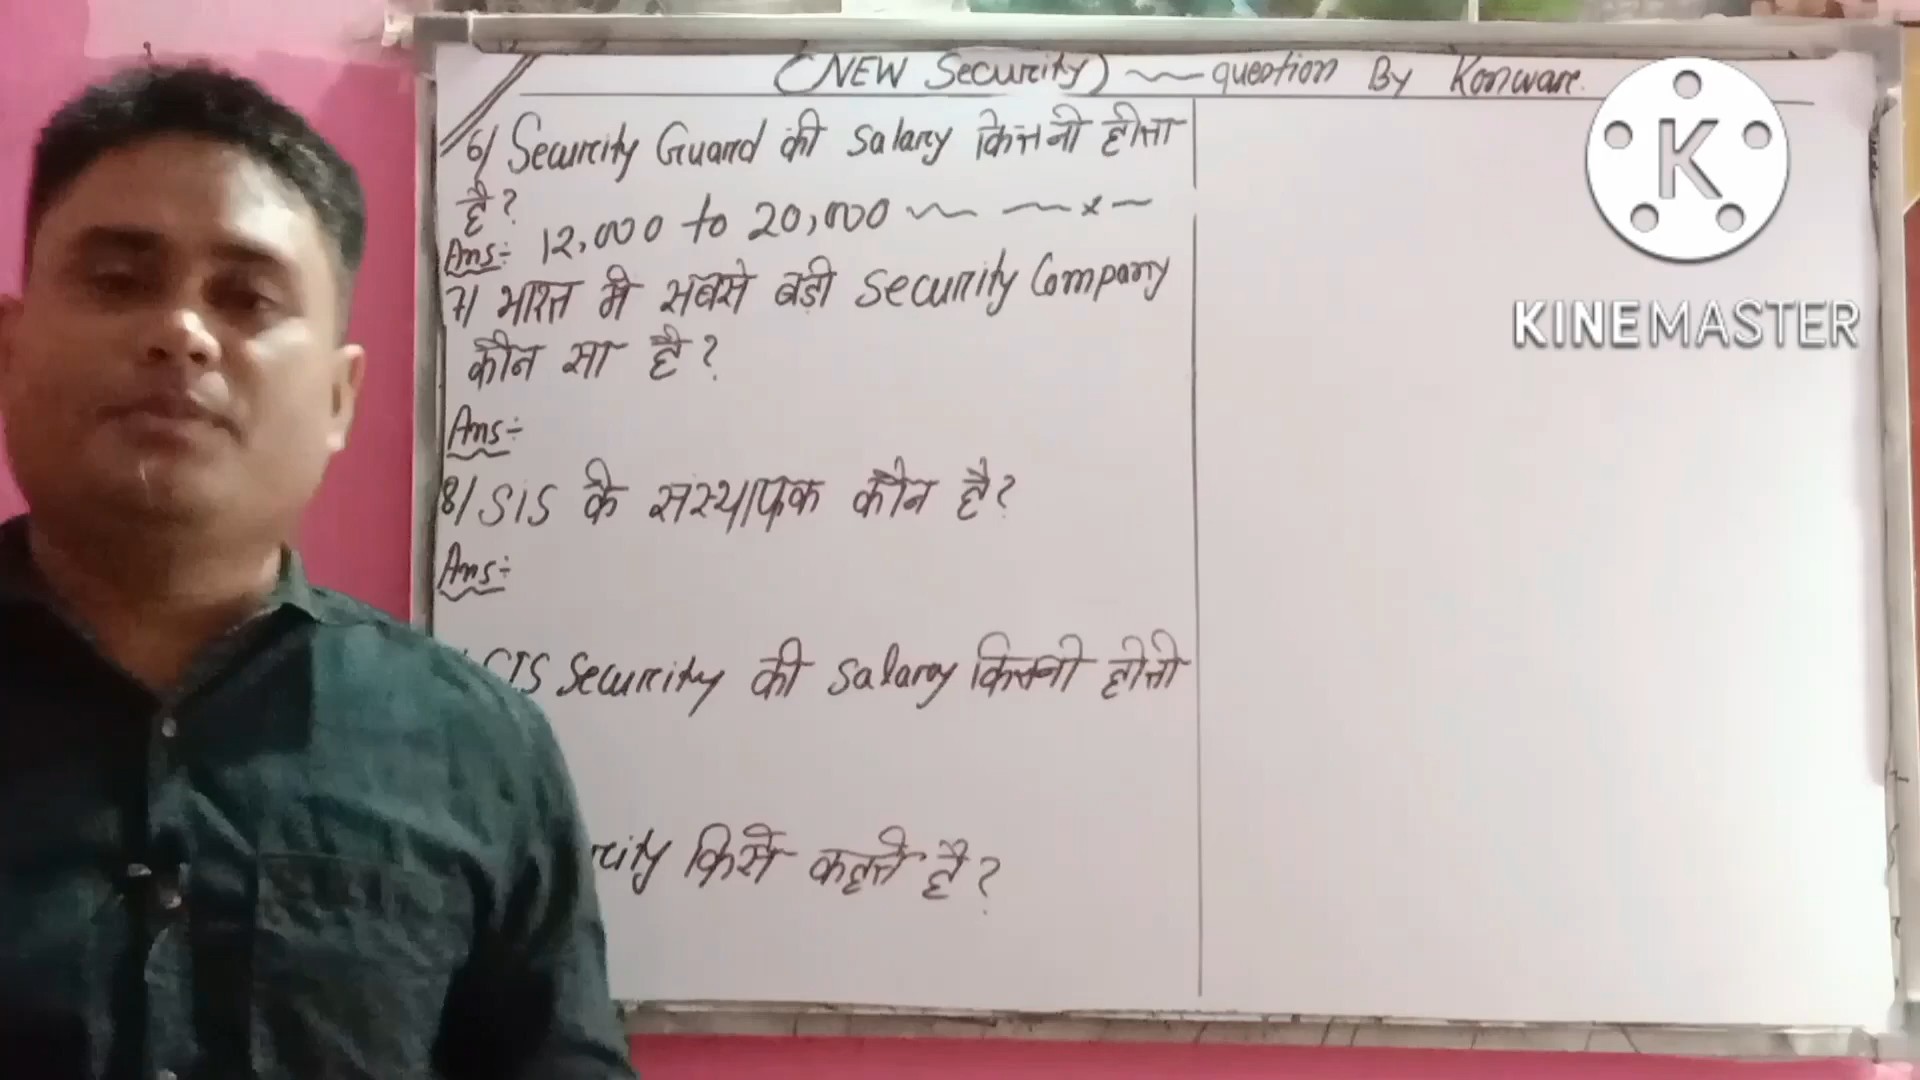 (NEW Security) question By Konware.
6/ Security Guard की Salary कितनी होता
है?
Ans:- 12,000 to 20,000
7/ भारत मे सबसे बड़ी Security Company
कौन सा है?
Ans:-
8/ SIS के संस्थापक कौन है?
Ans:-
SIS Security की Salary कितनी होती
rity किसे कहते है?
K
KINEMASTER